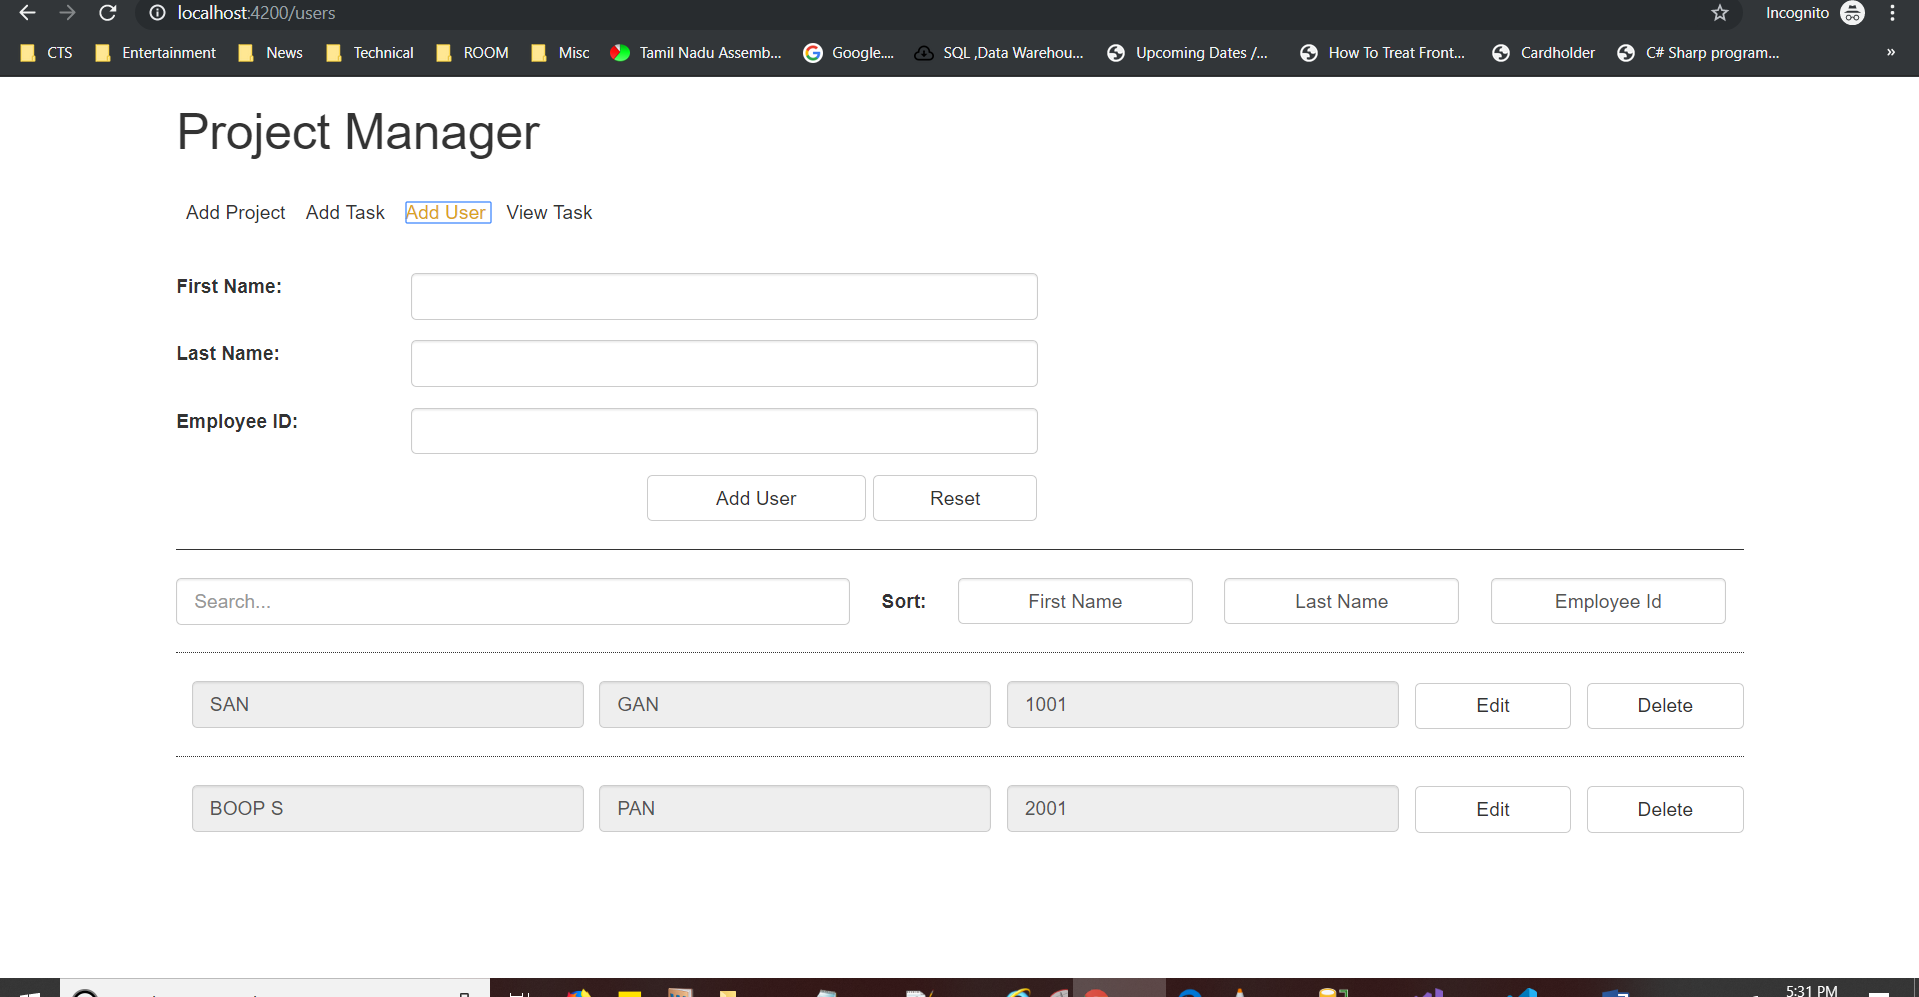 localhost:4200/users Incognito
CTS Entertainment News Technical ROOM Misc Tamil Nadu Assemb... Google.... SQL ,Data Warehou... Upcoming Dates /... How To Treat Front... Cardholder C# Sharp program... »
Project Manager
Add Project Add Task Add User View Task
First Name:
Last Name:
Employee ID:
Add User Reset
Search... Sort: First Name Last Name Employee Id
SAN GAN 1001 Edit Delete
BOOP S PAN 2001 Edit Delete
5:31 PM